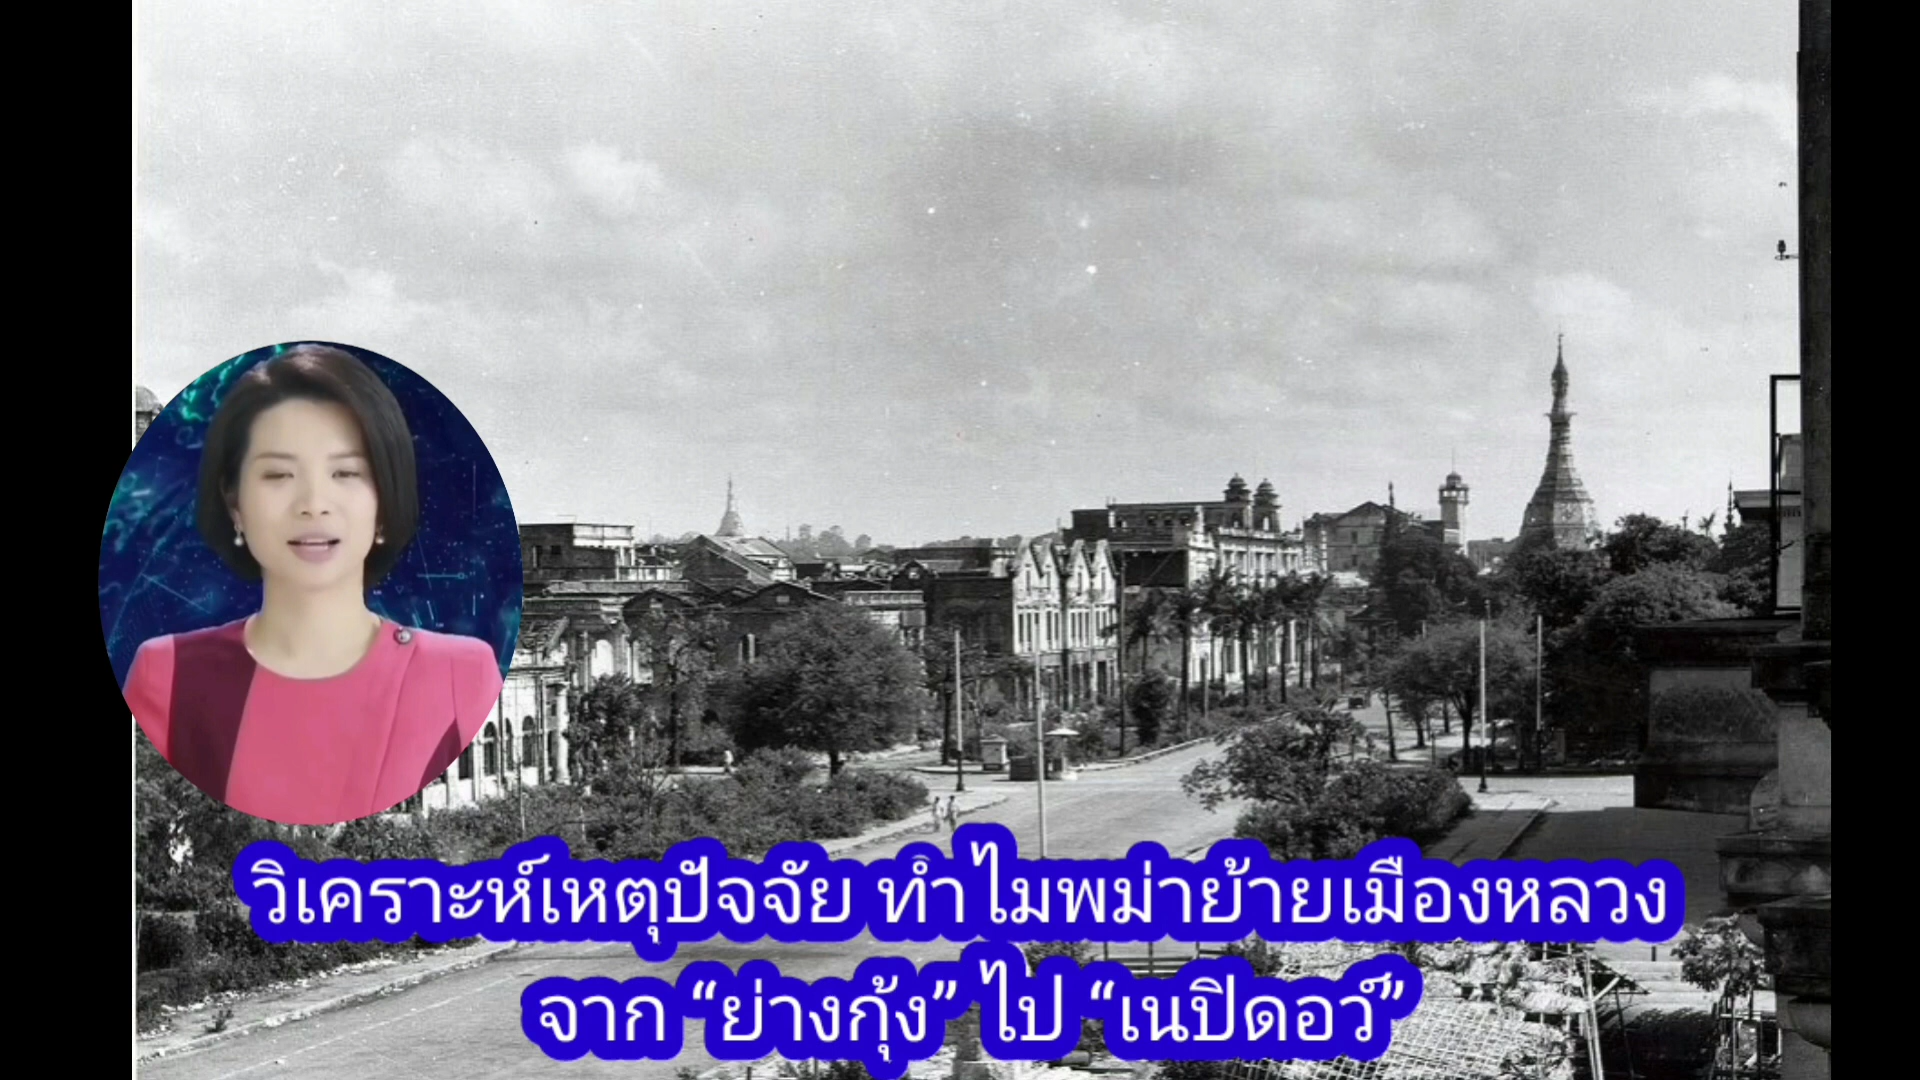 วิเคราะห์เหตุปัจจัย ทำไมพม่าย้ายเมืองหลวง
จาก “ย่างกุ้ง” ไป “เนปิดอว์”